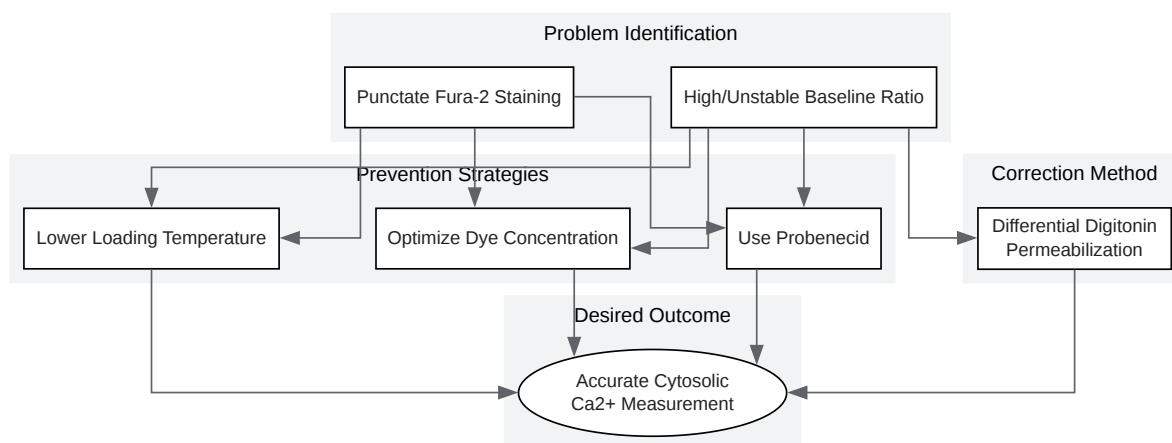 Problem Identification
Punctate Fura-2 Staining
High/Unstable Baseline Ratio
Prevention Strategies
Correction Method
Lower Loading Temperature
Optimize Dye Concentration
Use Probenecid
Differential Digitonin
Permeabilization
Desired Outcome
Accurate Cytosolic
Ca2+ Measurement